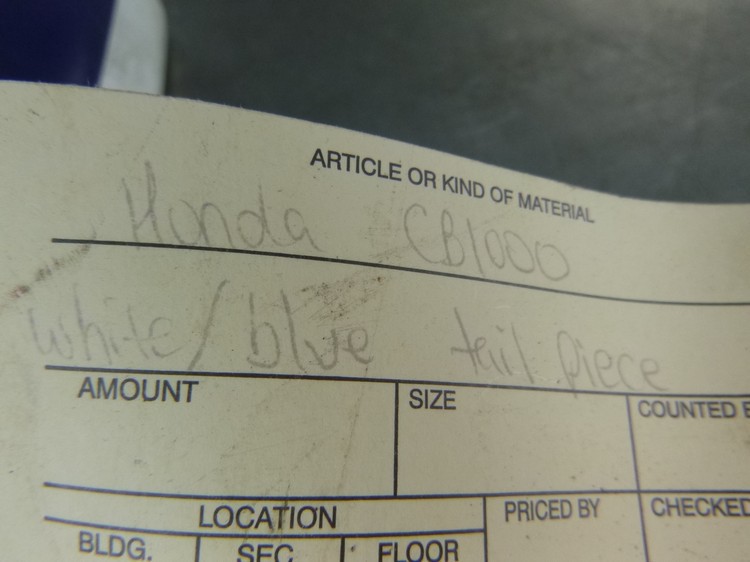 ARTICLE OR KIND OF MATERIAL
Honda CB1000
white/blue tail piece
AMOUNT SIZE COUNTED
LOCATION PRICED BY CHECKED
BLDG. SEC FLOOR